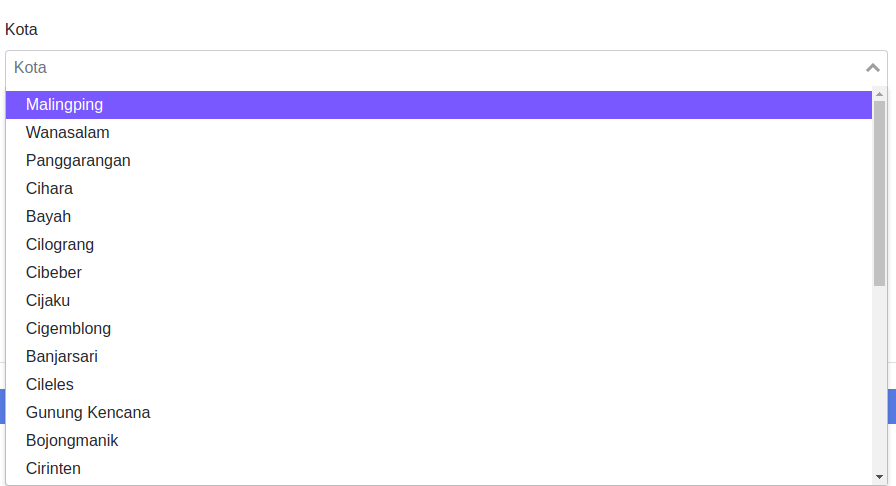 Kota
Kota
Malingping
Wanasalam
Panggarangan
Cihara
Bayah
Cilograng
Cibeber
Cijaku
Cigemblong
Banjarsari
Cileles
Gunung Kencana
Bojongmanik
Cirinten